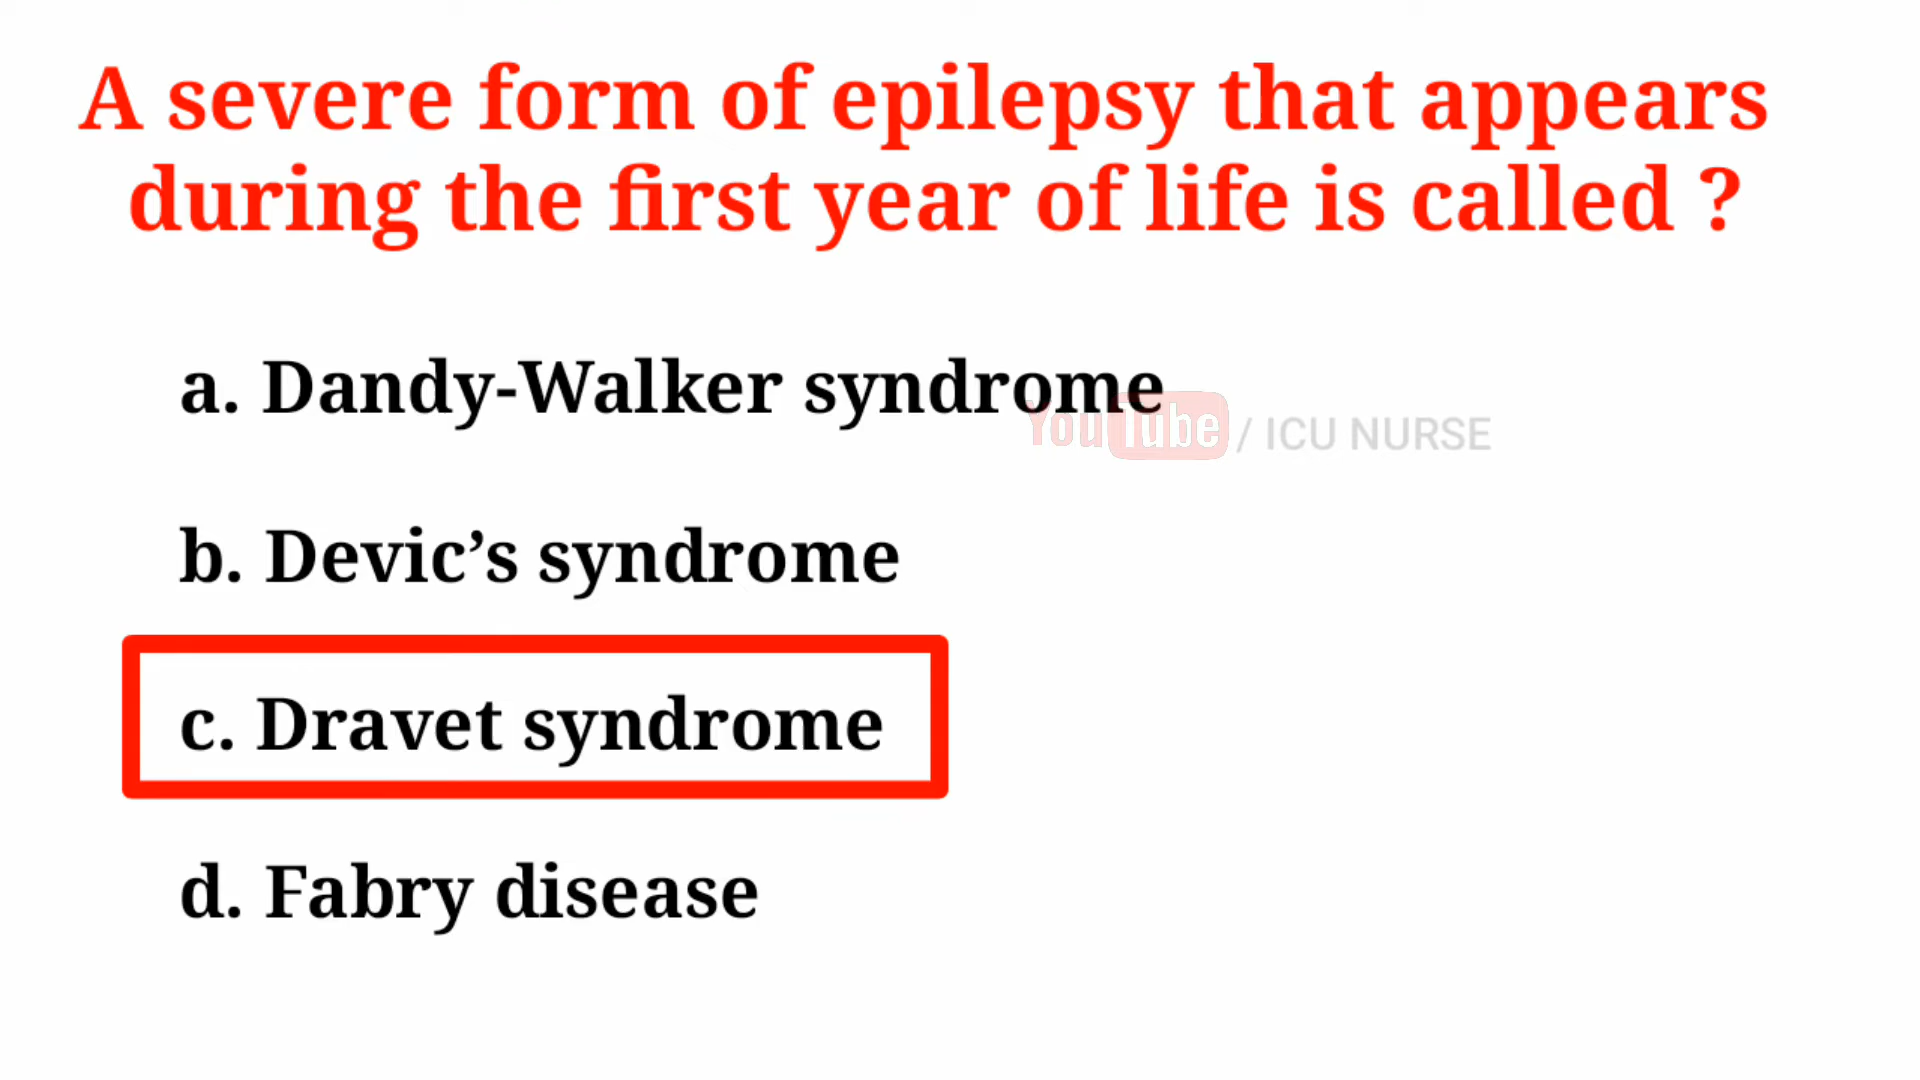 A severe form of epilepsy that appears
during the first year of life is called ?
a. Dandy-Walker syndrome
YouTube / ICU NURSE
b. Devic’s syndrome
c. Dravet syndrome
d. Fabry disease